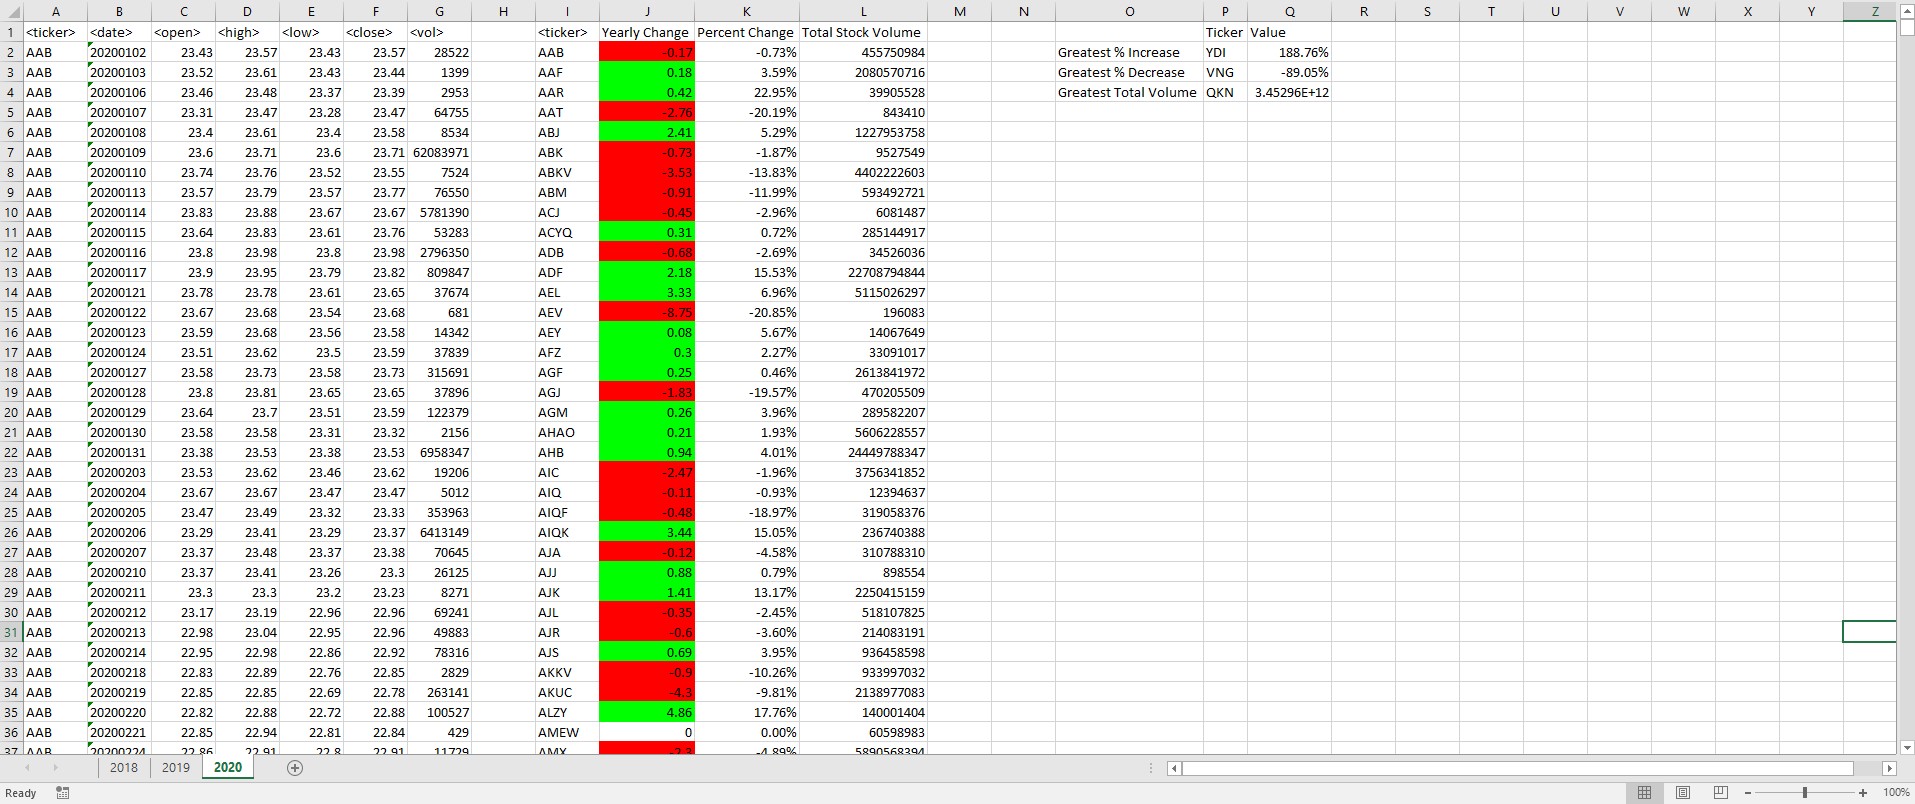 A B C D E F G H I J K L M N O P Q R S T U V W X Y Z
1 <ticker> <date> <open> <high> <low> <close> <vol> <ticker> Yearly Change Percent Change Total Stock Volume Ticker Value
2 AAB 20200102 23.43 23.57 23.43 23.57 28522 AAB -0.17 -0.73% 455750984 Greatest % Increase YDI 188.76%
3 AAB 20200103 23.52 23.61 23.43 23.44 1399 AAF 0.18 3.59% 2080570716 Greatest % Decrease VNG -89.05%
4 AAB 20200106 23.46 23.48 23.37 23.39 2953 AAR 0.42 22.95% 39905528 Greatest Total Volume QKN 3.45296E+12
5 AAB 20200107 23.31 23.47 23.28 23.47 64755 AAT -2.76 -20.19% 843410
6 AAB 20200108 23.4 23.61 23.4 23.58 8534 ABJ 2.41 5.29% 1227953758
7 AAB 20200109 23.6 23.71 23.6 23.71 62083971 ABK -0.73 -1.87% 9527549
8 AAB 20200110 23.74 23.76 23.52 23.55 7524 ABKV -3.53 -13.83% 4402222603
9 AAB 20200113 23.57 23.79 23.57 23.77 76550 ABM -0.91 -11.99% 593492721
10 AAB 20200114 23.83 23.88 23.67 23.67 5781390 ACJ -0.45 -2.96% 6081487
11 AAB 20200115 23.64 23.83 23.61 23.76 53283 ACYQ 0.31 0.72% 285144917
12 AAB 20200116 23.8 23.98 23.8 23.98 2796350 ADB -0.68 -2.69% 34526036
13 AAB 20200117 23.9 23.95 23.79 23.82 809847 ADF 2.18 15.53% 22708794844
14 AAB 20200121 23.78 23.78 23.61 23.65 37674 AEL 3.33 6.96% 5115026297
15 AAB 20200122 23.67 23.68 23.54 23.68 681 AEV -8.75 -20.85% 196083
16 AAB 20200123 23.59 23.68 23.56 23.58 14342 AEY 0.08 5.67% 14067649
17 AAB 20200124 23.51 23.62 23.5 23.59 37839 AFZ 0.3 2.27% 33091017
18 AAB 20200127 23.58 23.73 23.58 23.73 315691 AGF 0.25 0.46% 2613841972
19 AAB 20200128 23.8 23.81 23.65 23.65 37896 AGJ -1.83 -19.57% 470205509
20 AAB 20200129 23.64 23.7 23.51 23.59 122379 AGM 0.26 3.96% 289582207
21 AAB 20200130 23.58 23.58 23.31 23.32 2156 AHAO 0.21 1.93% 5606228557
22 AAB 20200131 23.38 23.53 23.38 23.53 6958347 AHB 0.94 4.01% 24449788347
23 AAB 20200203 23.53 23.62 23.46 23.62 19206 AIC -2.47 -1.96% 3756341852
24 AAB 20200204 23.67 23.67 23.47 23.47 5012 AIQ -0.11 -0.93% 12394637
25 AAB 20200205 23.47 23.49 23.32 23.33 353963 AIQF -0.48 -18.97% 319058376
26 AAB 20200206 23.29 23.41 23.29 23.37 6413149 AIQK 3.44 15.05% 236740388
27 AAB 20200207 23.37 23.48 23.37 23.38 70645 AJA -0.12 -4.58% 310788310
28 AAB 20200210 23.37 23.41 23.26 23.3 26125 AJJ 0.88 0.79% 898554
29 AAB 20200211 23.3 23.3 23.2 23.23 8271 AJK 1.41 13.17% 2250415159
30 AAB 20200212 23.17 23.19 22.96 22.96 69241 AJL -0.35 -2.45% 518107825
31 AAB 20200213 22.98 23.04 22.95 22.96 49883 AJR -0.6 -3.60% 214083191
32 AAB 20200214 22.95 22.98 22.86 22.92 78316 AJS 0.69 3.95% 936458598
33 AAB 20200218 22.83 22.89 22.76 22.85 2829 AKKV -0.9 -10.26% 933997032
34 AAB 20200219 22.85 22.85 22.69 22.78 263141 AKUC -4.3 -9.81% 2138977083
35 AAB 20200220 22.82 22.88 22.72 22.88 100527 ALZY 4.86 17.76% 140001404
36 AAB 20200221 22.85 22.94 22.81 22.84 429 AMEW 0 0.00% 60598983
37 AAB 20200224 22.86 22.91 22.8 22.91 11729 AMX -2.3 -4.89% 5890568394
2018 2019 2020
Ready 100%